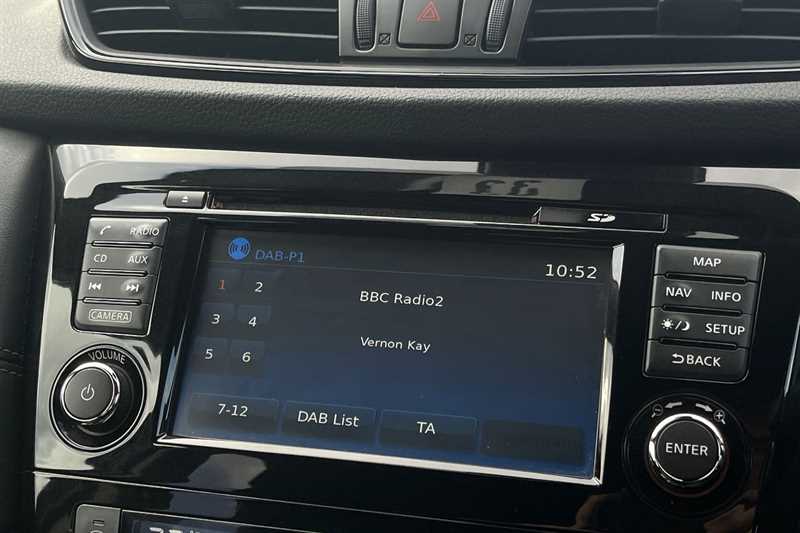 SD
RADIO
CD AUX
CAMERA
VOLUME
DAB-P1
10:52
1 2
BBC Radio2
3 4
Vernon Kay
5 6
7-12
DAB List
TA
MAP
NAV INFO
SETUP
BACK
ENTER